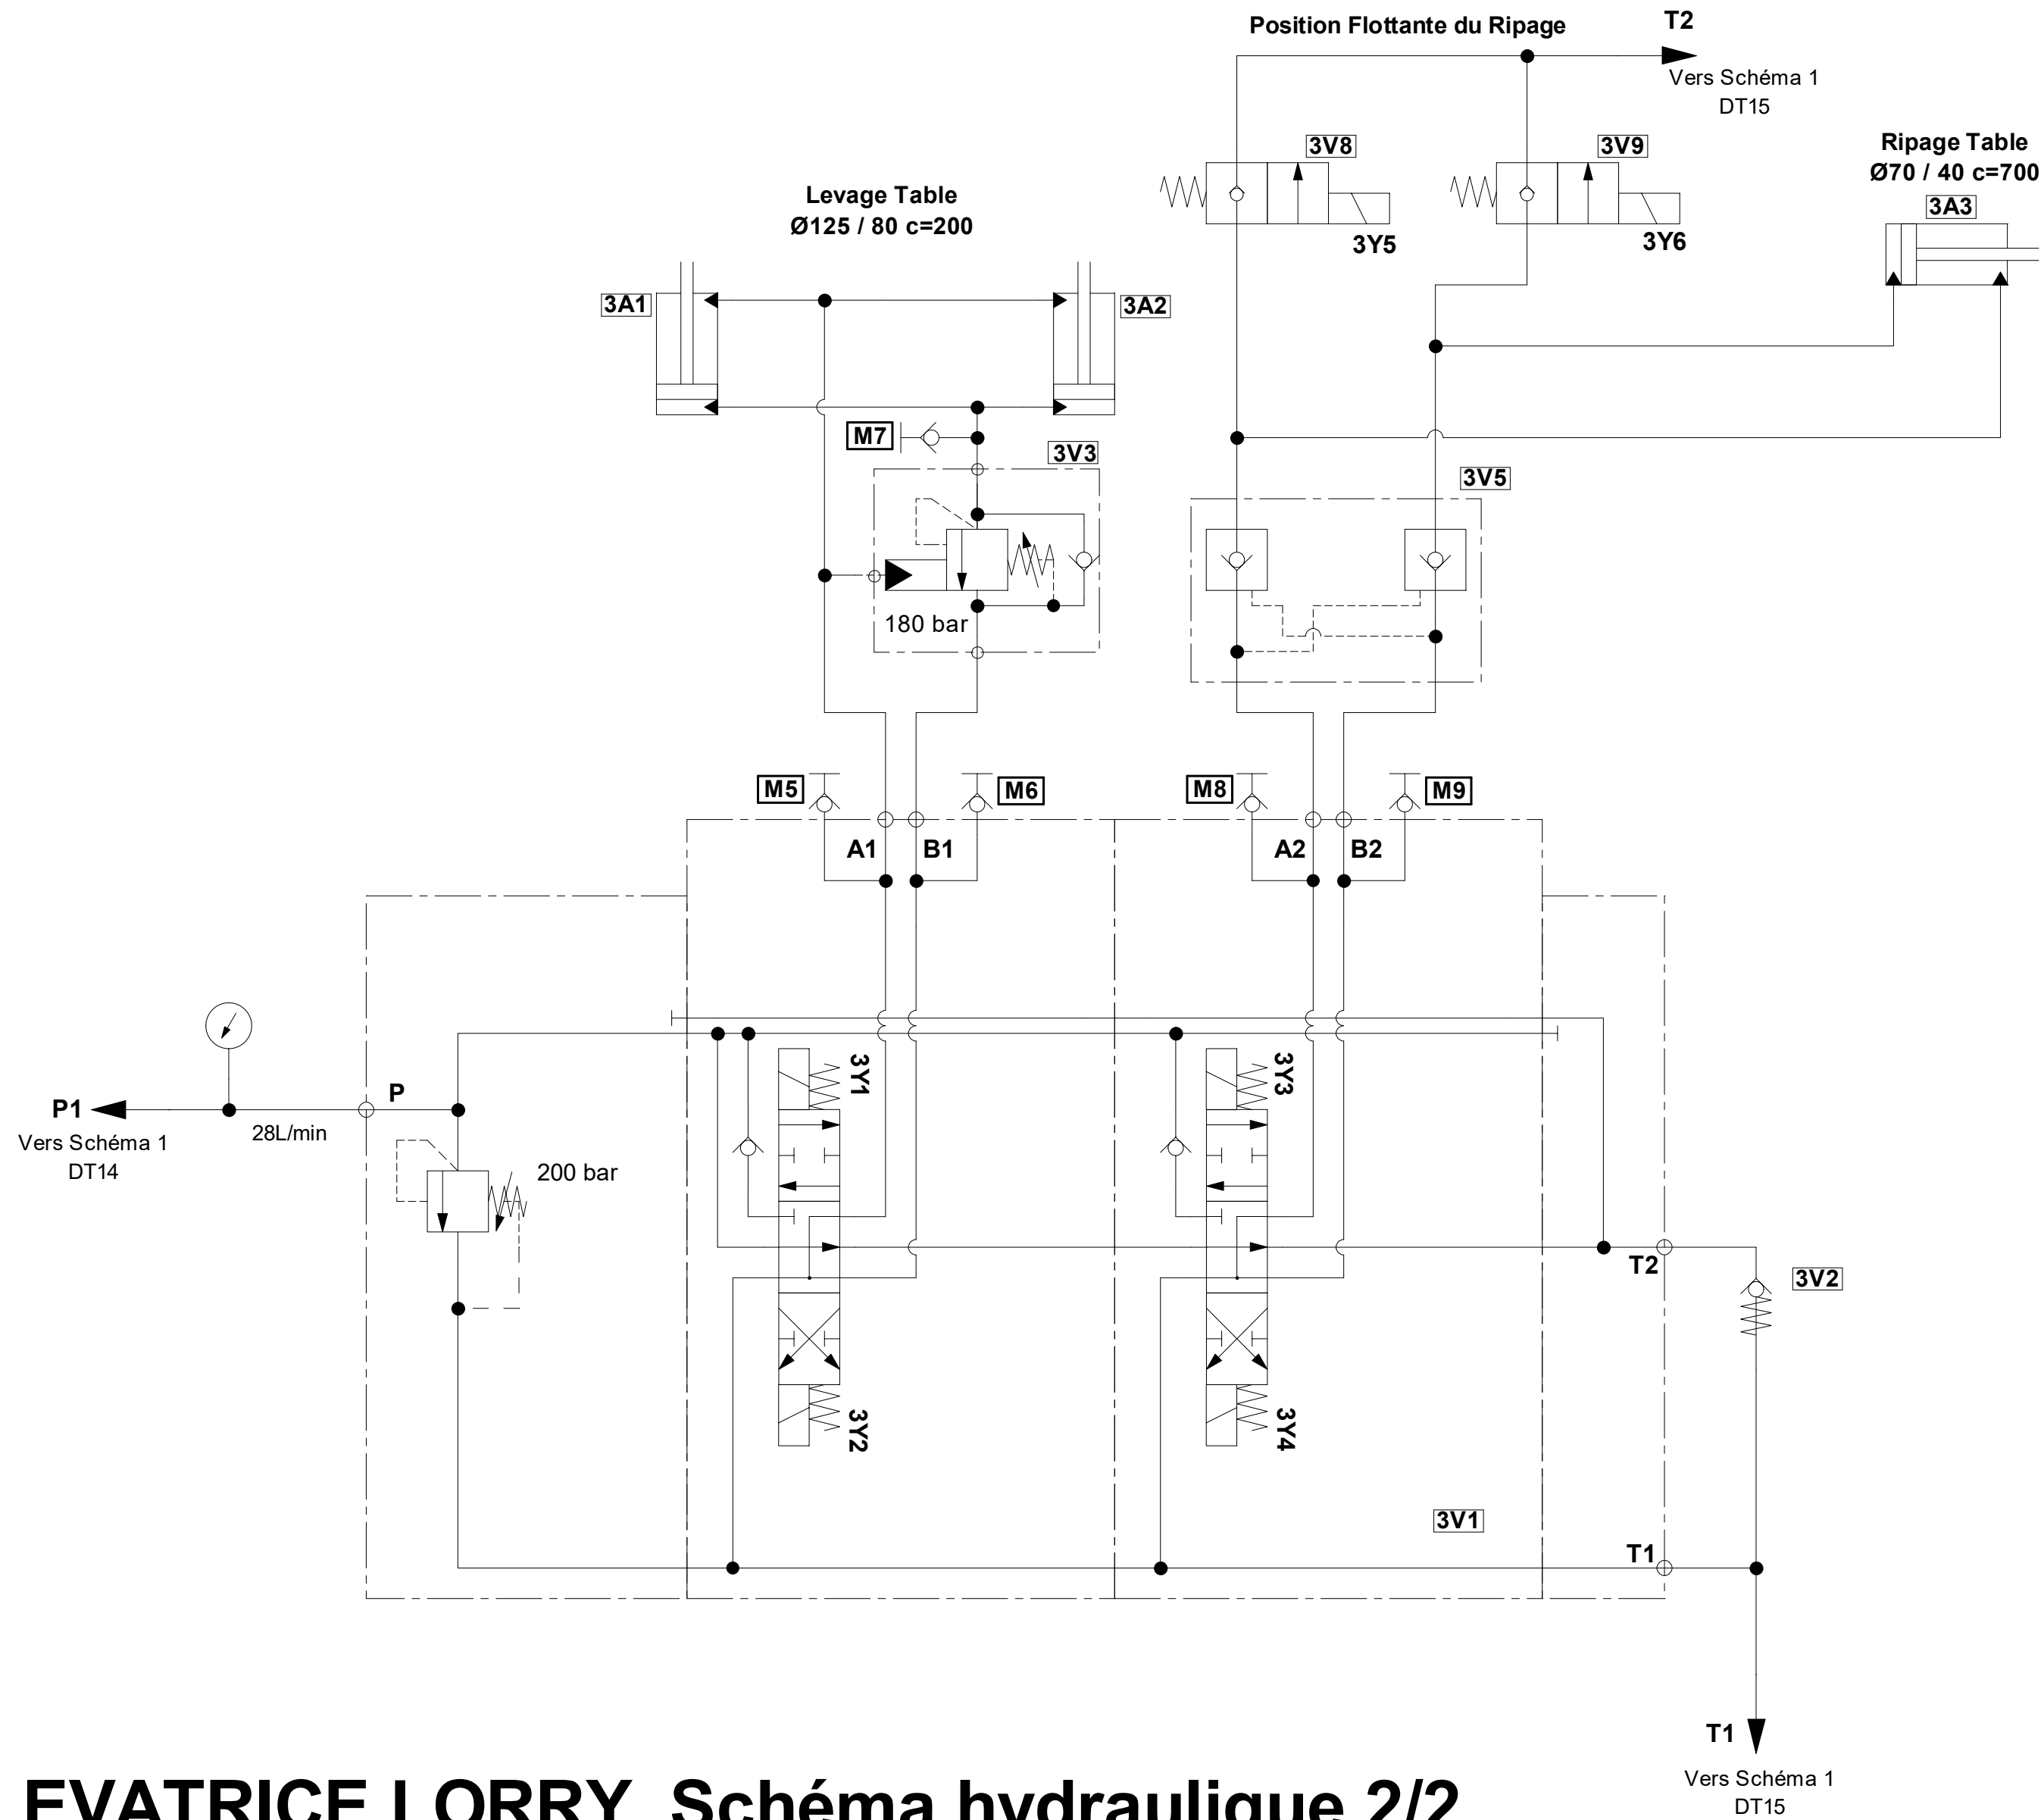 Position Flottante du Ripage
T2
Vers Schéma 1
DT15
3V8
3V9
Ripage Table
Ø70 / 40 c=700
3A3
Levage Table
Ø125 / 80 c=200
3Y5
3Y6
3A1
3A2
M7
3V3
3V5
180 bar
M5
M6
M8
M9
A1
B1
A2
B2
3Y1
3Y3
P1
P
Vers Schéma 1
DT14
28L/min
200 bar
T2
3V2
3Y2
3Y4
3V1
T1
T1
Vers Schéma 1
DT15
EVATRICE LORRY Schéma hydraulique 2/2